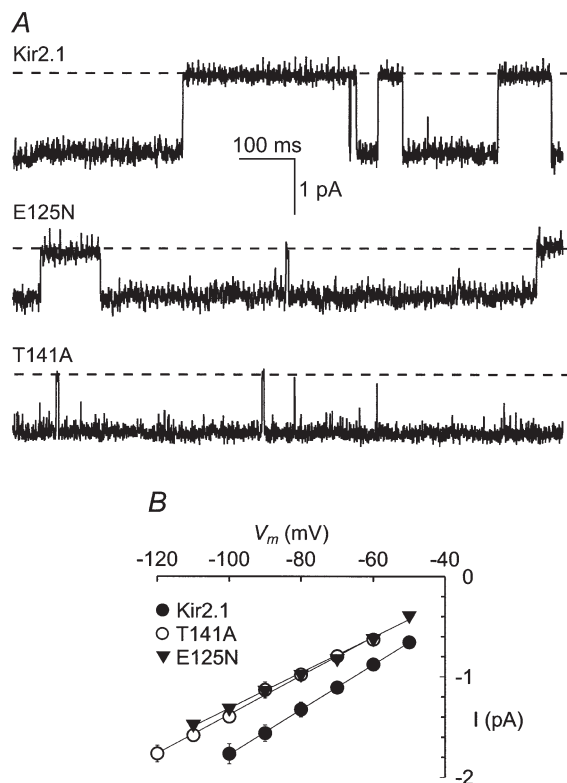 A
Kir2.1
100 ms
1 pA
E125N
T141A
B
Vm (mV)
-120 -100 -80 -60 -40
0
Kir2.1
T141A
E125N
-1
I (pA)
-2